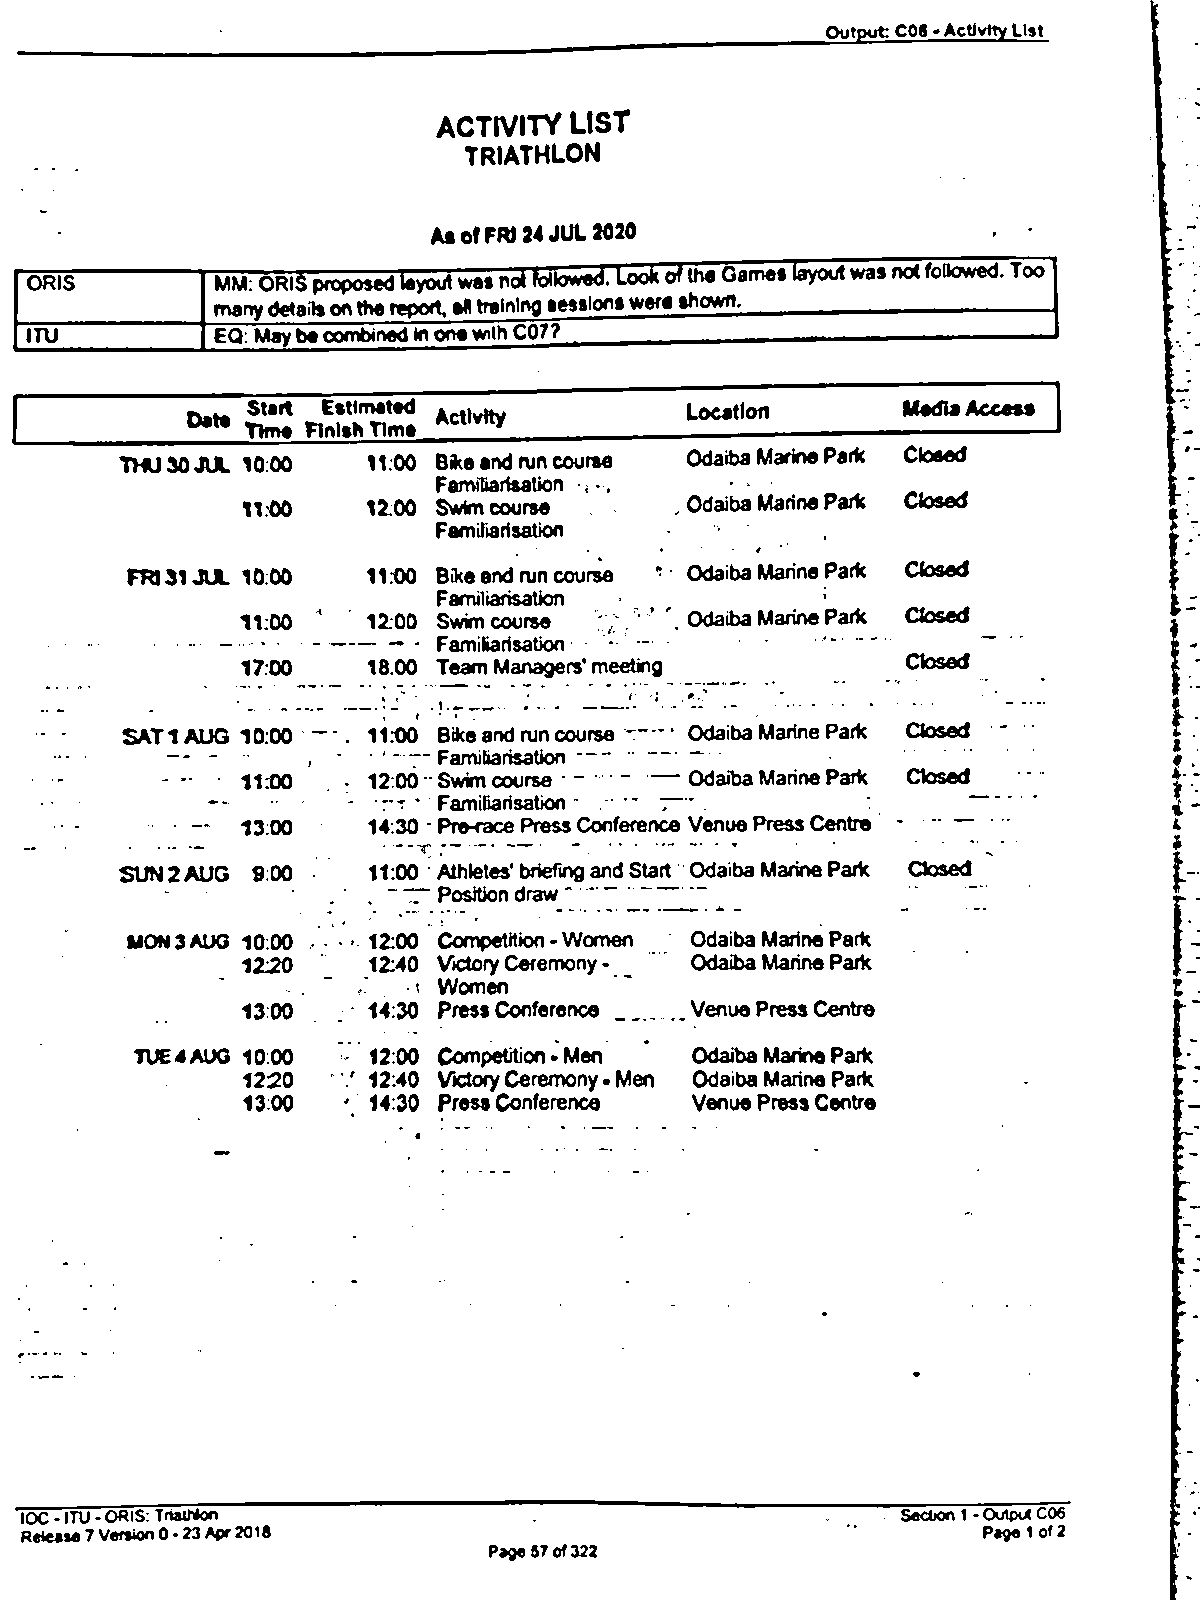 Output: C06 - Activity List
ACTIVITY LIST
TRIATHLON
As of FRI 24 JUL 2020
ORIS MM: ORIS proposed layout was not followed. Look of the Games layout was not followed. Too
many details on the report, all training sessions were shown.
ITU EQ: May be combined in one with C07?
Date Start Time Estimated Finish Time Activity Location Media Access
THU 30 JUL 10:00 11:00 Bike and run course Odaiba Marine Park Closed
Familiarisation
11:00 12.00 Swim course Odaiba Marine Park Closed
Familiarisation
FRI 31 JUL 10:00 11:00 Bike and run course Odaiba Marine Park Closed
Familiarisation
11:00 12:00 Swim course Odaiba Marine Park Closed
Familiarisation
17:00 18.00 Team Managers' meeting Closed
SAT 1 AUG 10:00 11:00 Bike and run course Odaiba Marine Park Closed
Familiarisation
11:00 12:00 Swim course Odaiba Marine Park Closed
Familiarisation
13:00 14:30 Pre-race Press Conference Venue Press Centre
SUN 2 AUG 9:00 11:00 Athletes' briefing and Start Odaiba Marine Park Closed
Position draw
MON 3 AUG 10:00 12:00 Competition - Women Odaiba Marine Park
12:20 12:40 Victory Ceremony - Odaiba Marine Park
Women
13:00 14:30 Press Conference Venue Press Centre
TUE 4 AUG 10:00 12:00 Competition - Men Odaiba Marine Park
12:20 12:40 Victory Ceremony - Men Odaiba Marine Park
13:00 14:30 Press Conference Venue Press Centre
IOC - ITU - ORIS: Triathlon Section 1 - Output C06
Release 7 Version 0 - 23 Apr 2018 Page 1 of 2
Page 57 of 322